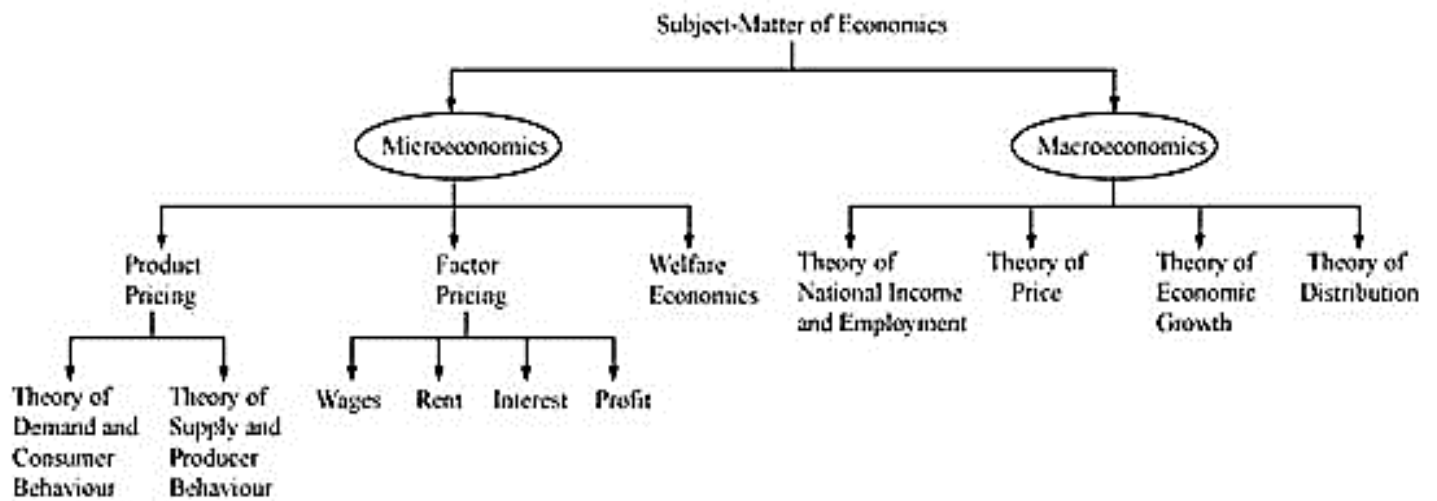 Subject-Matter of Economics
Microeconomics
Macroeconomics
Product
Pricing
Factor
Pricing
Welfare
Economics
Theory of
National Income
and Employment
Theory of
Price
Theory of
Economic
Growth
Theory of
Distribution
Theory of
Demand and
Consumer
Behaviour
Theory of
Supply and
Producer
Behaviour
Wages
Rent
Interest
Profit